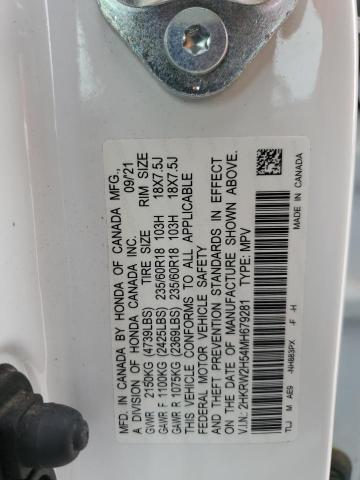 MFD. IN CANADA BY HONDA OF CANADA MFG.,
A DIVISION OF HONDA CANADA INC. 09/21
TIRE SIZE RIM SIZE
GVWR 2150KG (4739LBS)
GAWR F 1100KG (2425LBS) 235/60R18 103H 18X7.5J
GAWR R 1075KG (2369LBS) 235/60R18 103H 18X7.5J
THIS VEHICLE CONFORMS TO ALL APPLICABLE
FEDERAL MOTOR VEHICLE SAFETY
AND THEFT PREVENTION STANDARDS IN EFFECT
ON THE DATE OF MANUFACTURE SHOWN ABOVE.
V.I.N.: 2HKRW2H54MH679281 TYPE: MPV
TLJ M AE9 -NH883PX -F -H MADE IN CANADA